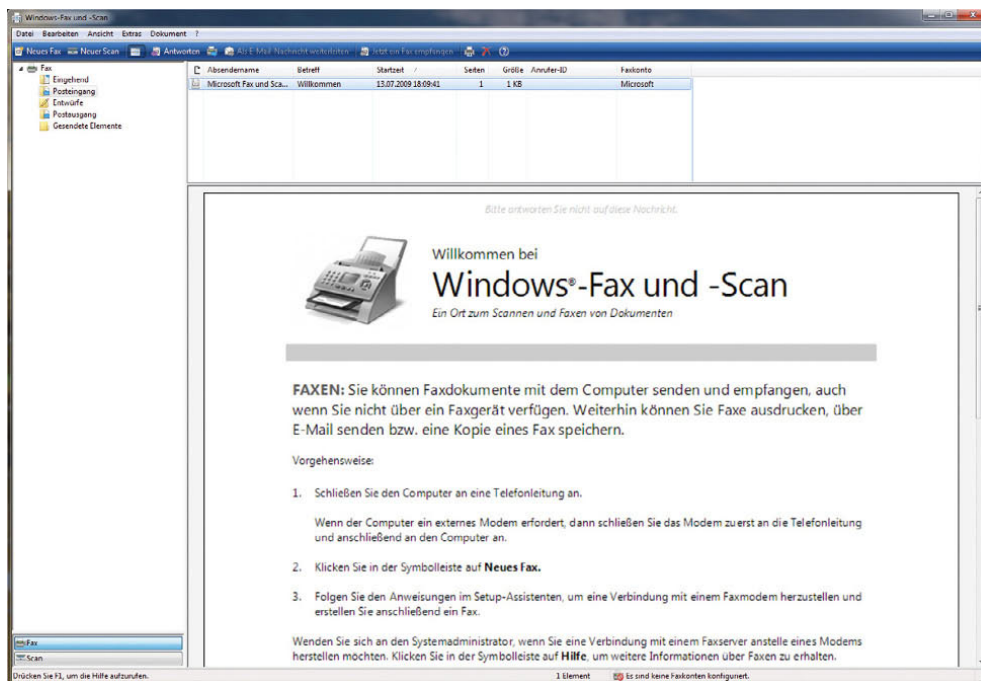 Windows-Fax und -Scan
Datei Bearbeiten Ansicht Extras Dokument ?
Neues Fax Neuer Scan Antworten Als E-Mail-Nachricht weiterleiten Jetzt ein Fax empfangen
Fax
Eingehend
Posteingang
Entwürfe
Postausgang
Gesendete Elemente
Absendername Betreff Startzeit Seiten Größe Anrufer-ID Faxkonto
Microsoft Fax und Sca... Willkommen 13.07.2009 18:09:41 1 1 KB Microsoft
Bitte antworten Sie nicht auf diese Nachricht.
Willkommen bei
Windows®-Fax und -Scan
Ein Ort zum Scannen und Faxen von Dokumenten
FAXEN: Sie können Faxdokumente mit dem Computer senden und empfangen, auch
wenn Sie nicht über ein Faxgerät verfügen. Weiterhin können Sie Faxe ausdrucken, über
E-Mail senden bzw. eine Kopie eines Fax speichern.
Vorgehensweise:
1. Schließen Sie den Computer an eine Telefonleitung an.
Wenn der Computer ein externes Modem erfordert, dann schließen Sie das Modem zuerst an die Telefonleitung
und anschließend an den Computer an.
2. Klicken Sie in der Symbolleiste auf Neues Fax.
3. Folgen Sie den Anweisungen im Setup-Assistenten, um eine Verbindung mit einem Faxmodem herzustellen und
erstellen Sie anschließend ein Fax.
Wenden Sie sich an den Systemadministrator, wenn Sie eine Verbindung mit einem Faxserver anstelle eines Modems
herstellen möchten. Klicken Sie in der Symbolleiste auf Hilfe, um weitere Informationen über Faxen zu erhalten.
Fax
Scan
Drücken Sie F1, um die Hilfe aufzurufen. 1 Element Es sind keine Faxkonten konfiguriert.